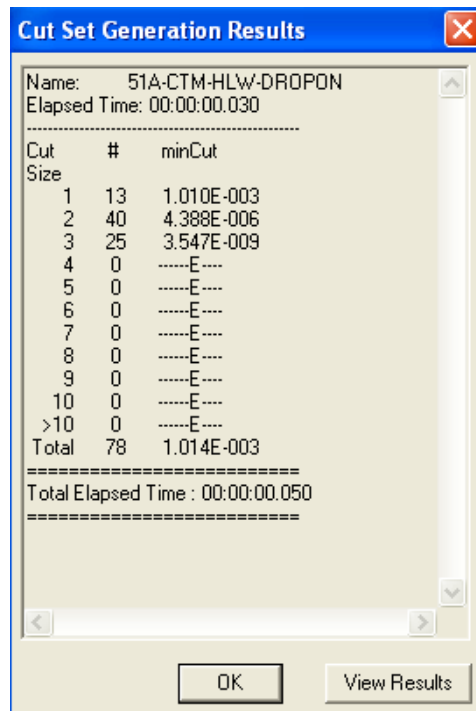 Cut Set Generation Results
Name: 51A-CTM-HLW-DROPON
Elapsed Time: 00:00:00.030
---------------------------------------------------
Cut # minCut
Size
1 13 1.010E-003
2 40 4.388E-006
3 25 3.547E-009
4 0 ------E----
5 0 ------E----
6 0 ------E----
7 0 ------E----
8 0 ------E----
9 0 ------E----
10 0 ------E----
>10 0 ------E----
Total 78 1.014E-003
==========================
Total Elapsed Time : 00:00:00.050
==========================
OK View Results